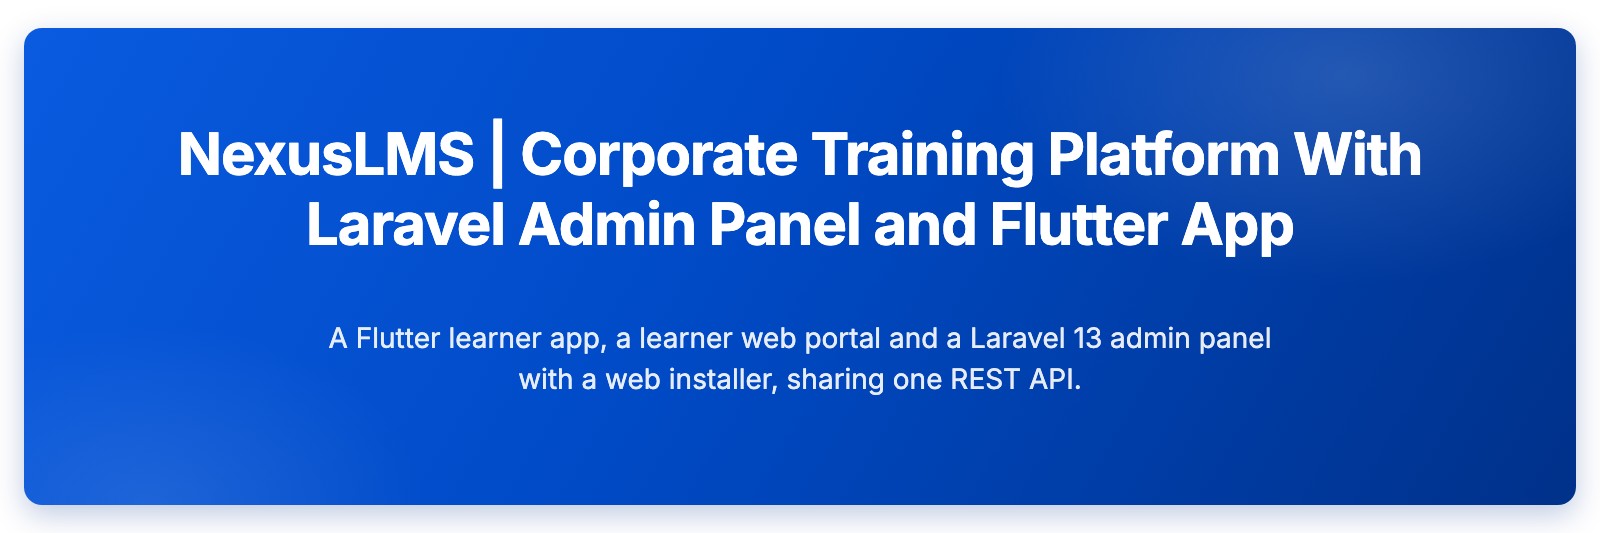 NexusLMS | Corporate Training Platform With
Laravel Admin Panel and Flutter App
A Flutter learner app, a learner web portal and a Laravel 13 admin panel
with a web installer, sharing one REST API.